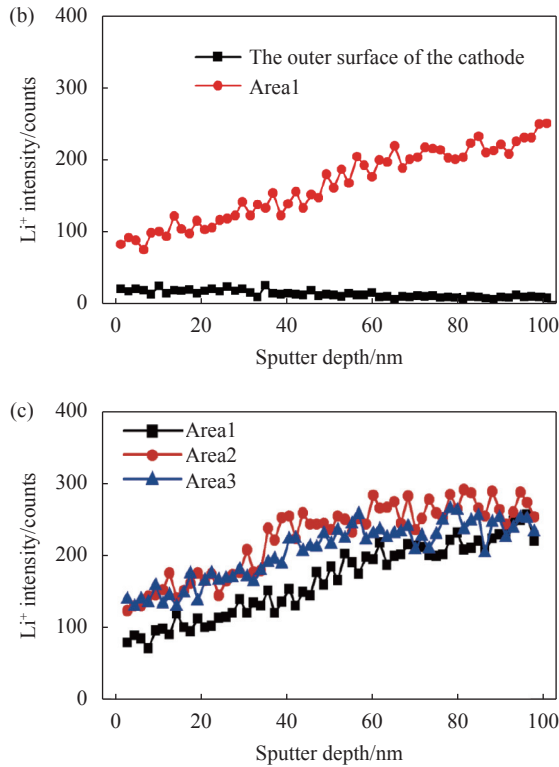 (b)
400
300
200
100
0
Li⁺ intensity/counts
The outer surface of the cathode
Area1
0 20 40 60 80 100
Sputter depth/nm
(c)
400
300
200
100
0
Li⁺ intensity/counts
Area1
Area2
Area3
0 20 40 60 80 100
Sputter depth/nm